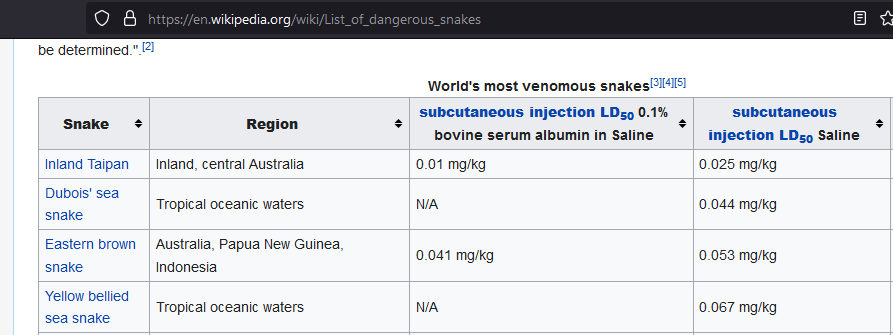 https://en.wikipedia.org/wiki/List_of_dangerous_snakes
be determined.".[2]
World's most venomous snakes[3][4][5]
Snake Region subcutaneous injection LD50 0.1% bovine serum albumin in Saline subcutaneous injection LD50 Saline
Inland Taipan Inland, central Australia 0.01 mg/kg 0.025 mg/kg
Dubois' sea snake Tropical oceanic waters N/A 0.044 mg/kg
Eastern brown snake Australia, Papua New Guinea, Indonesia 0.041 mg/kg 0.053 mg/kg
Yellow bellied sea snake Tropical oceanic waters N/A 0.067 mg/kg